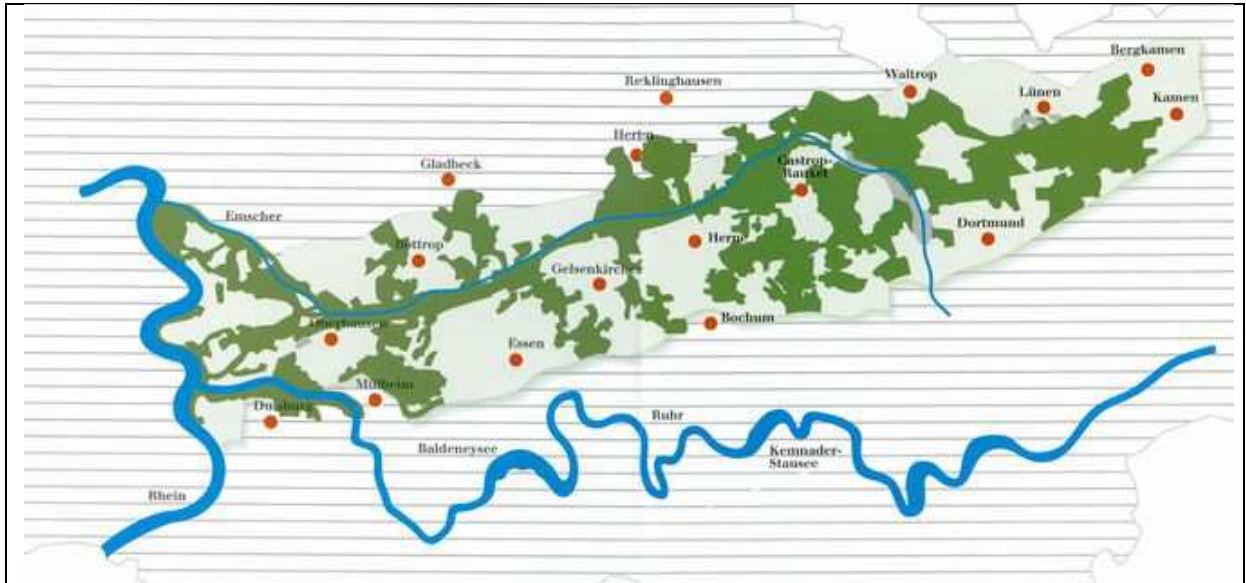 Bergkamen
Waltrop
Reklinghausen
Lünen
Kamen
Herten
Gladbeck
Castrop-
Rauxel
Emscher
Dortmund
Bottrop
Herne
Gelsenkirchen
Bochum
Oberhausen
Essen
Mülheim
Duisburg
Ruhr
Baldeneysee
Kemnader-
Stausee
Rhein